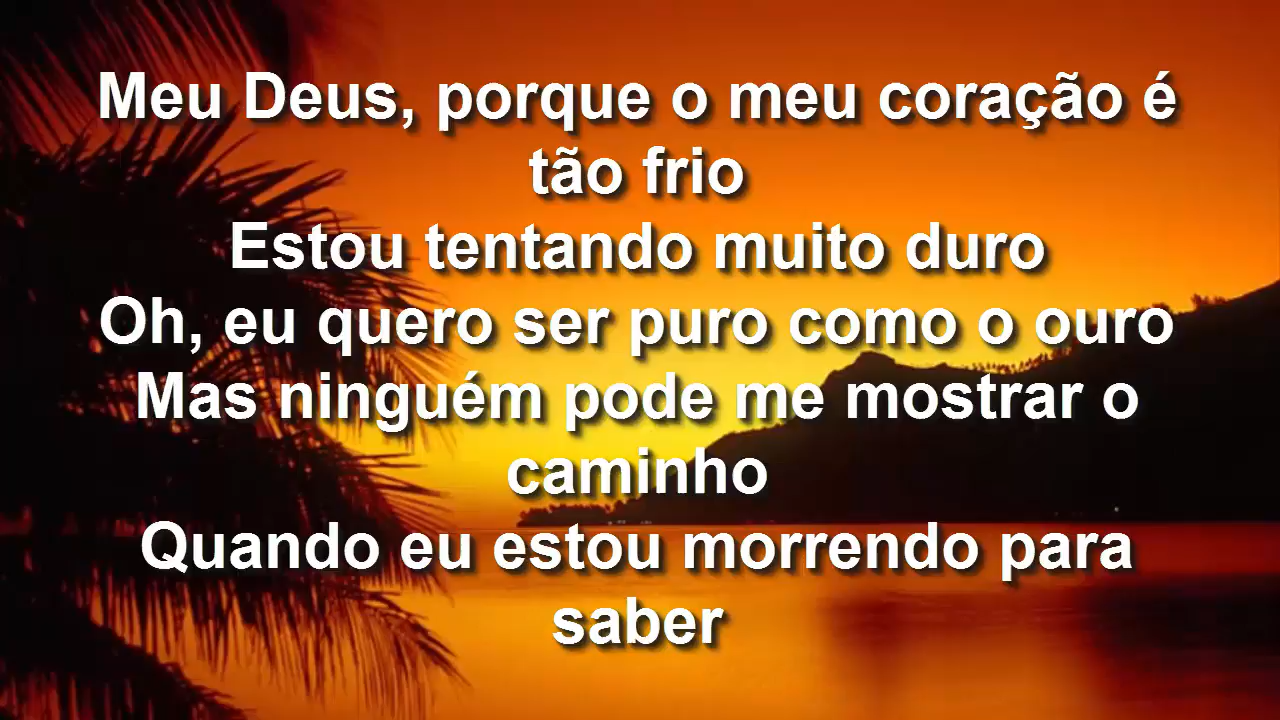 Meu Deus, porque o meu coração é
tão frio
Estou tentando muito duro
Oh, eu quero ser puro como o ouro
Mas ninguém pode me mostrar o
caminho
Quando eu estou morrendo para
saber